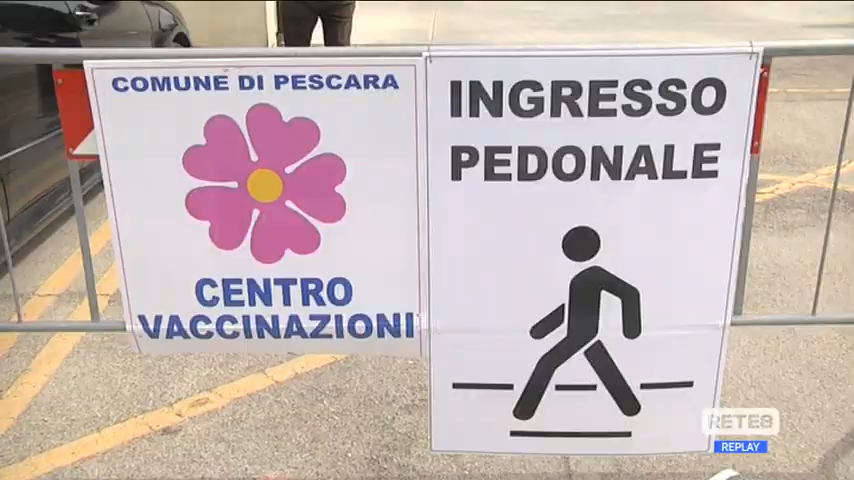 COMUNE DI PESCARA
CENTRO
VACCINAZIONI
INGRESSO
PEDONALE
RETE8
REPLAY